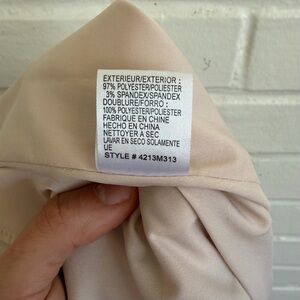 EXTERIEUR/EXTERIOR :
97% POLYESTER/POLIESTER
3% SPANDEX/SPANDEX
DOUBLURE/FORRO :
100% POLYESTER/POLIESTER
FABRIQUE EN CHINE
HECHO EN CHINA
NETTOYER A SEC
LAVAR EN SECO SOLAMENTE
UE
STYLE # 4213M313